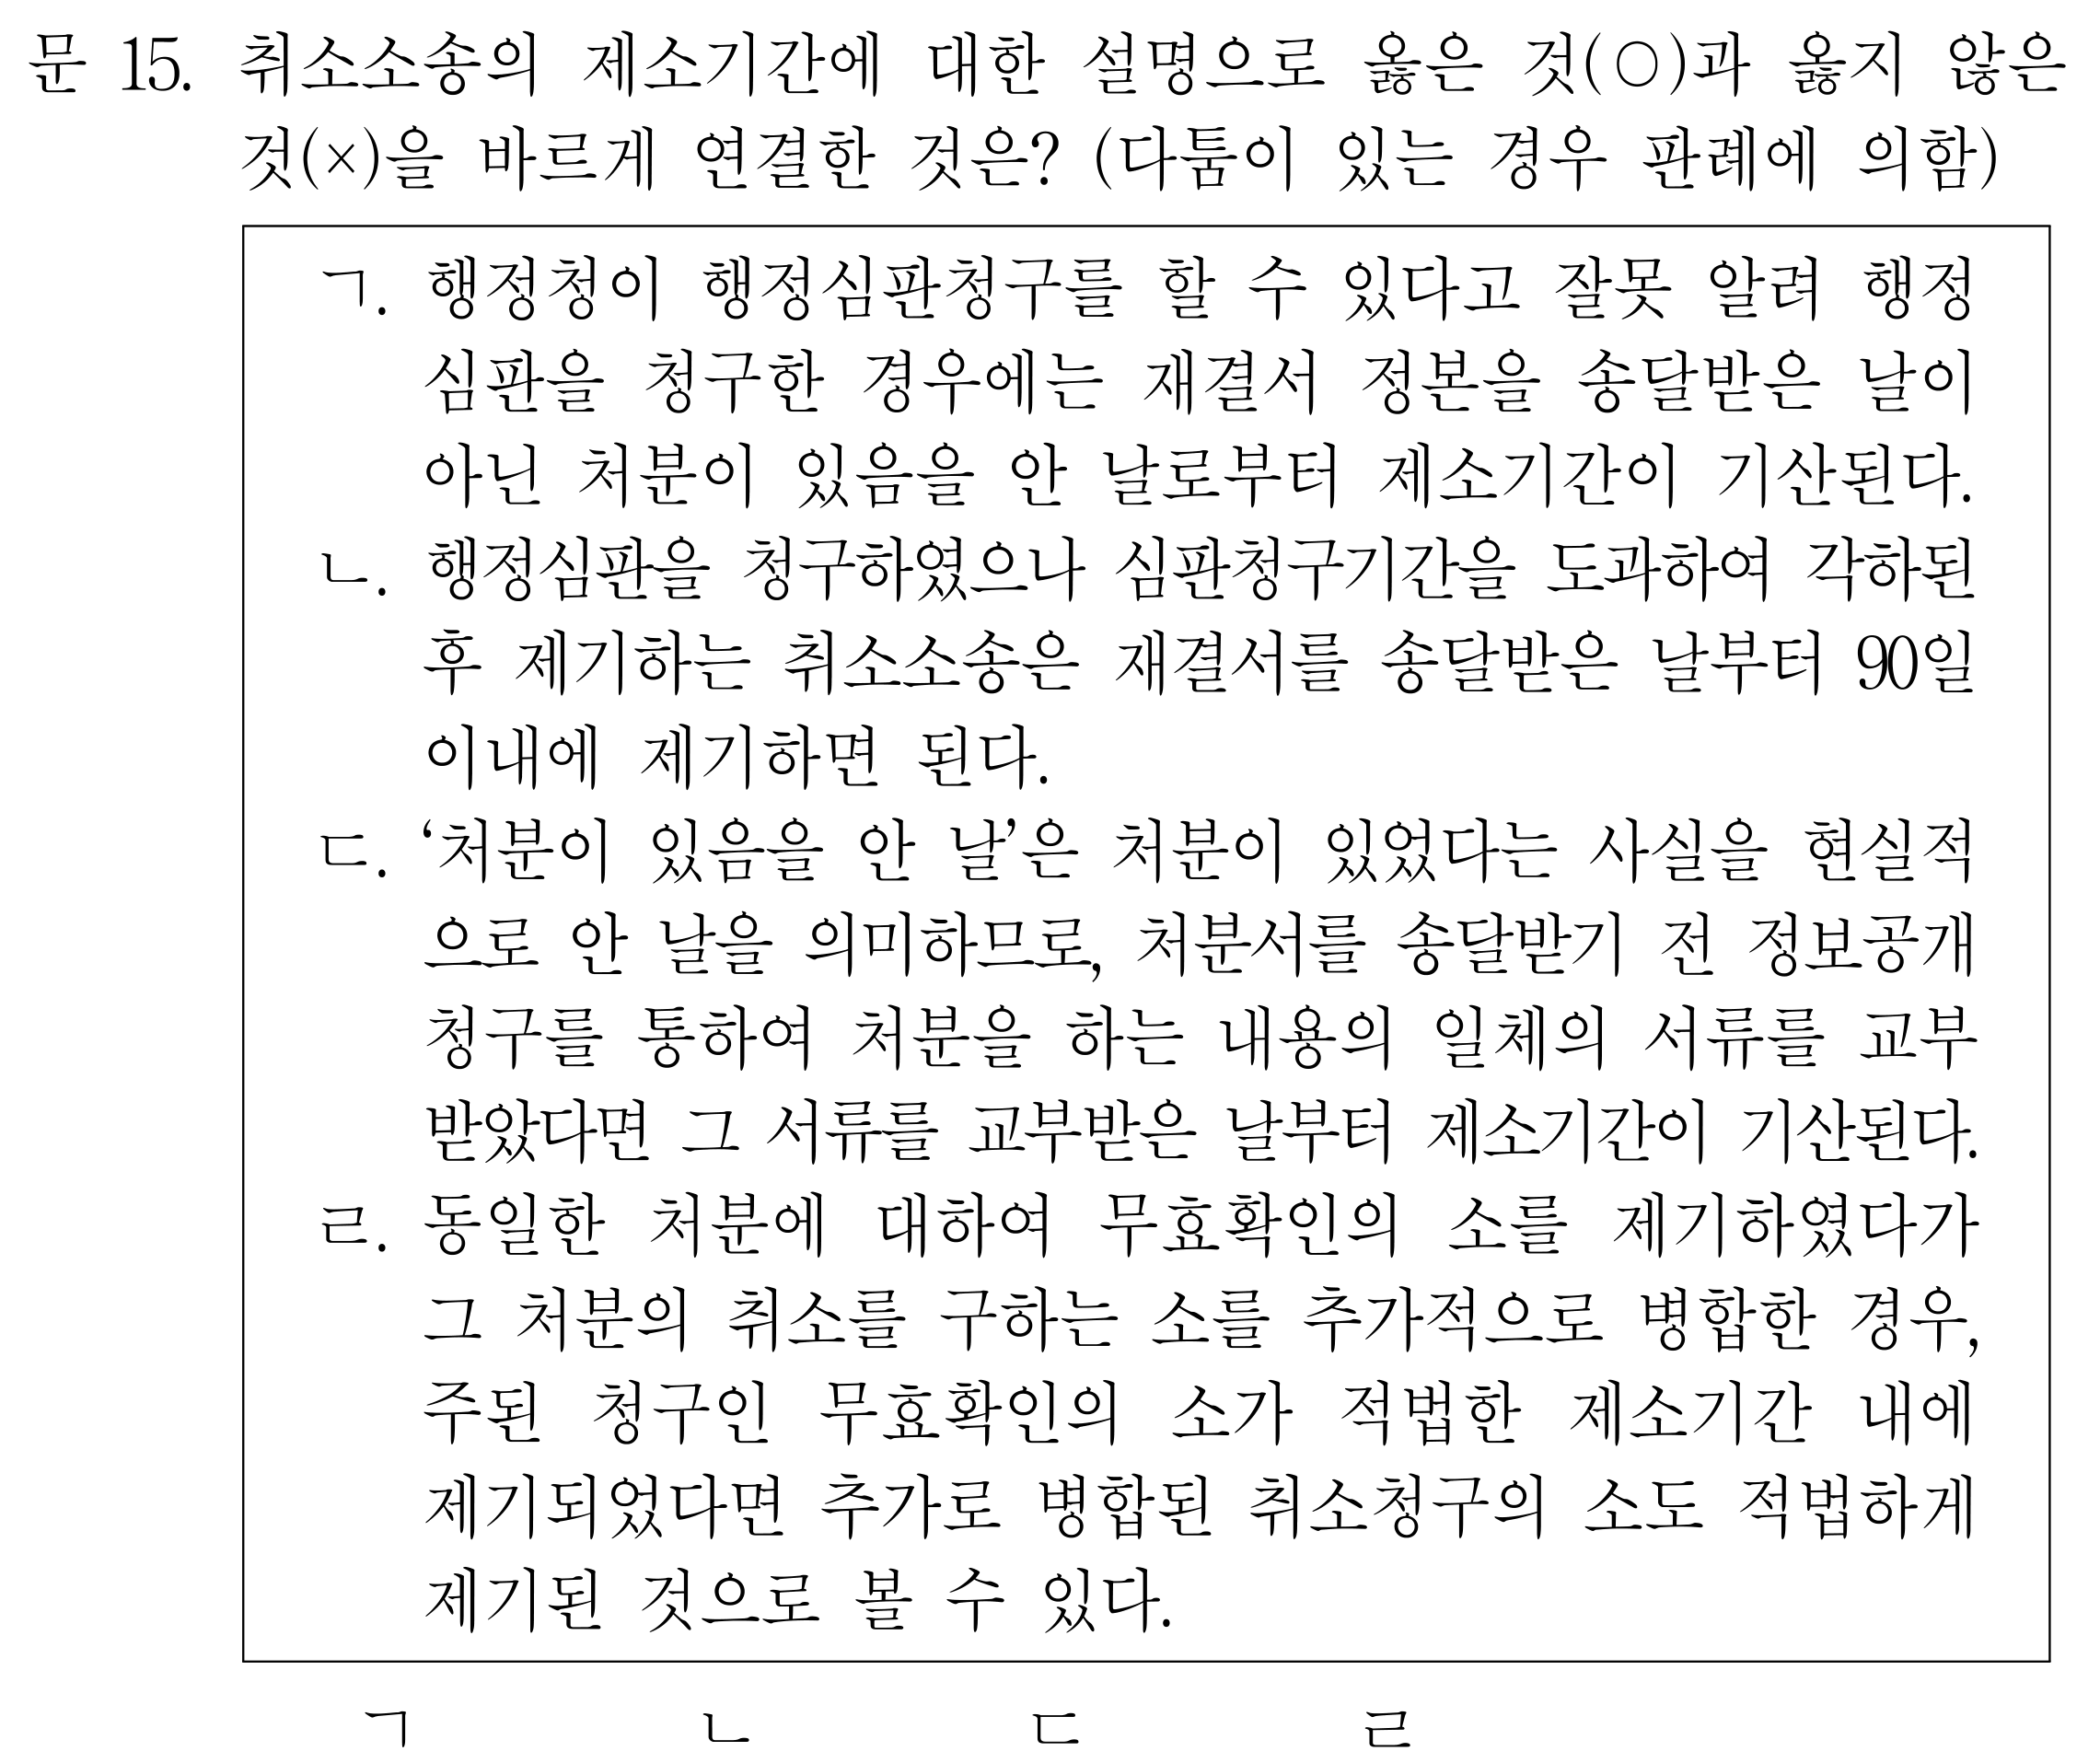 문 15. 취소소송의 제소기간에 대한 설명으로 옳은 것(○)과 옳지 않은
것(×)을 바르게 연결한 것은? (다툼이 있는 경우 판례에 의함)
ㄱ. 행정청이 행정심판청구를 할 수 있다고 잘못 알려 행정
심판을 청구한 경우에는 재결서 정본을 송달받은 날이
아닌 처분이 있음을 안 날로부터 제소기간이 기산된다.
ㄴ. 행정심판을 청구하였으나 심판청구기간을 도과하여 각하된
후 제기하는 취소소송은 재결서를 송달받은 날부터 90일
이내에 제기하면 된다.
ㄷ. ‘처분이 있음을 안 날’은 처분이 있었다는 사실을 현실적
으로 안 날을 의미하므로, 처분서를 송달받기 전 정보공개
청구를 통하여 처분을 하는 내용의 일체의 서류를 교부
받았다면 그 서류를 교부받은 날부터 제소기간이 기산된다.
ㄹ. 동일한 처분에 대하여 무효확인의 소를 제기하였다가
그 처분의 취소를 구하는 소를 추가적으로 병합한 경우,
주된 청구인 무효확인의 소가 적법한 제소기간 내에
제기되었다면 추가로 병합된 취소청구의 소도 적법하게
제기된 것으로 볼 수 있다.
ㄱ ㄴ ㄷ ㄹ